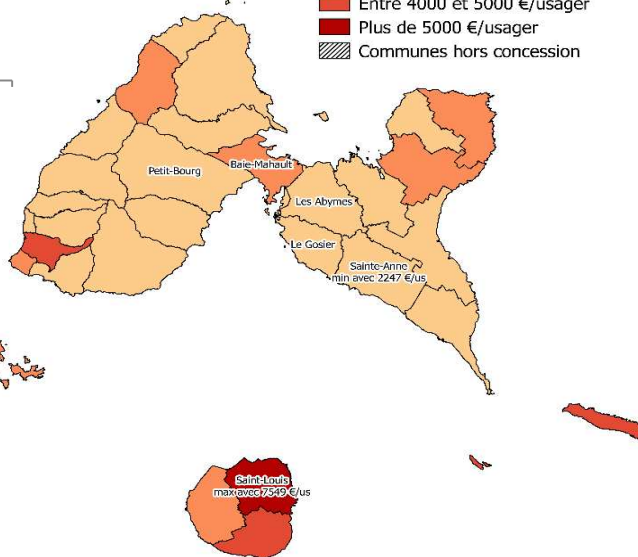 Entre 4000 et 5000 €/usager
Plus de 5000 €/usager
Communes hors concession
Baie-Mahault
Petit-Bourg
Les Abymes
Le Gosier
Sainte-Anne
min avec 2247 €/us
Saint-Louis
max avec 7549 €/us